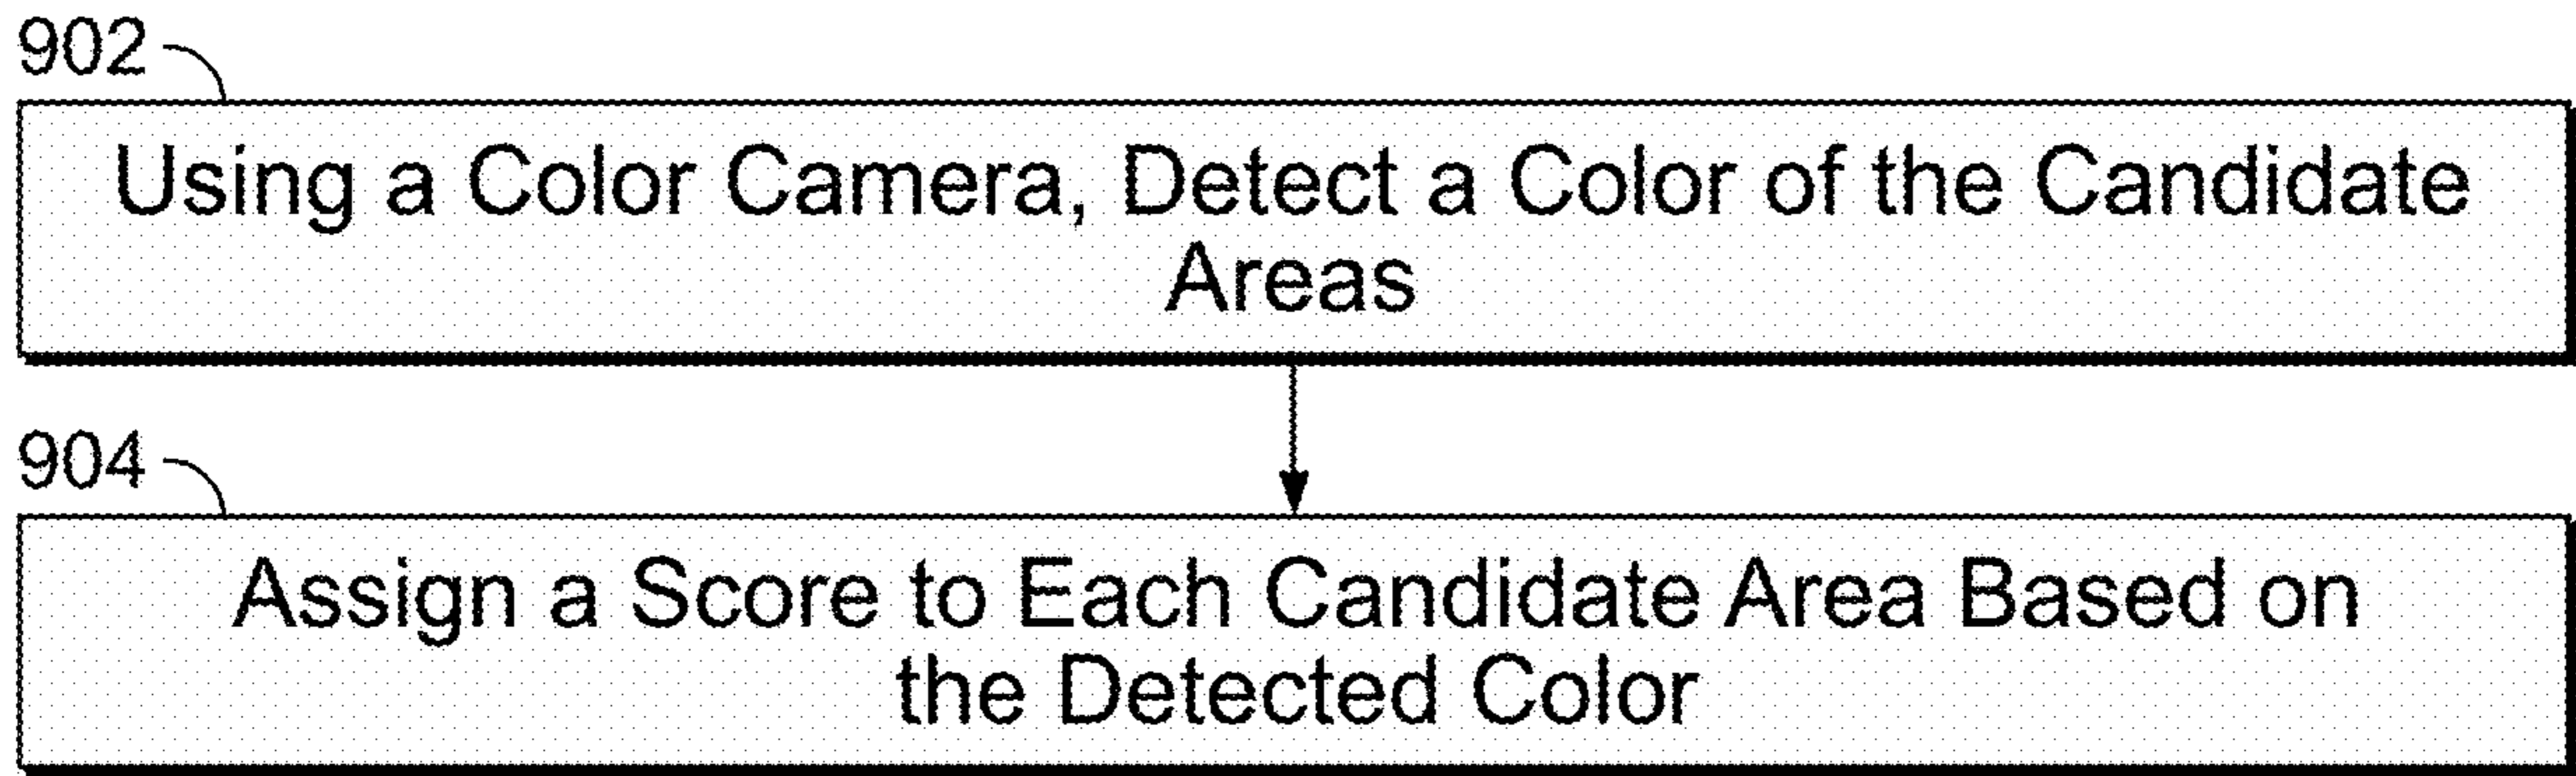 902
Using a Color Camera, Detect a Color of the Candidate
Areas
904
Assign a Score to Each Candidate Area Based on
the Detected Color